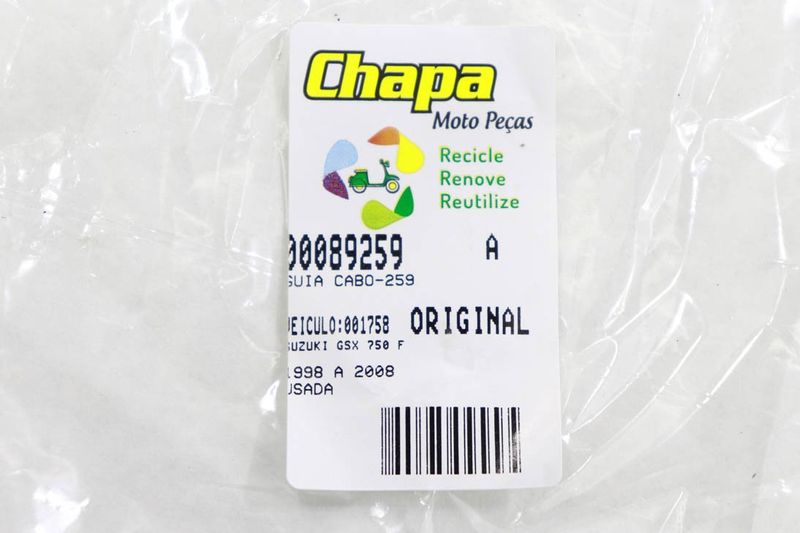 Chapa
Moto Peças
Recicle
Renove
Reutilize
00089259 A
GUIA CABO-259
VEICULO:001758 ORIGINAL
SUZUKI GSX 750 F
1998 A 2008
USADA